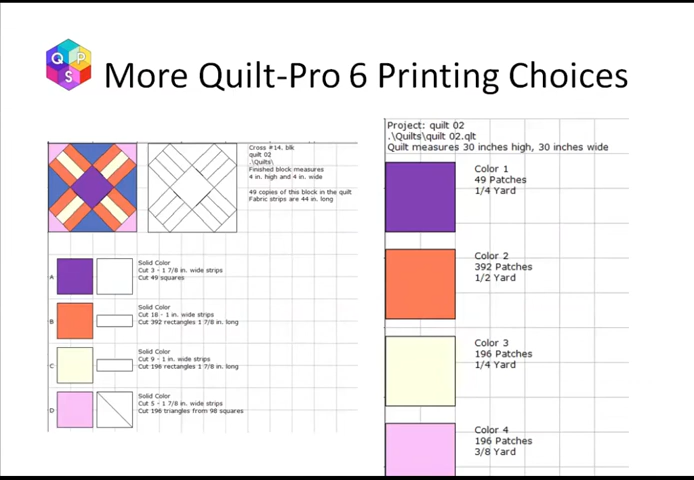 Q P
S
More Quilt-Pro 6 Printing Choices
Cross #14. blk
quilt 02
.\Quilts\
Finished block measures
4 in. high and 4 in. wide
49 copies of this block in the quilt
Fabric strips are 44 in. long
A
Solid Color
Cut 3 - 1 7/8 in. wide strips
Cut 49 squares
B
Solid Color
Cut 18 - 1 in. wide strips
Cut 392 rectangles 1 7/8 in. long
C
Solid Color
Cut 9 - 1 in. wide strips
Cut 196 rectangles 1 7/8 in. long
D
Solid Color
Cut 5 - 1 7/8 in. wide strips
Cut 196 triangles from 98 squares
Project: quilt 02
.\Quilts\quilt 02.qlt
Quilt measures 30 inches high, 30 inches wide
Color 1
49 Patches
1/4 Yard
Color 2
392 Patches
1/2 Yard
Color 3
196 Patches
1/4 Yard
Color 4
196 Patches
3/8 Yard